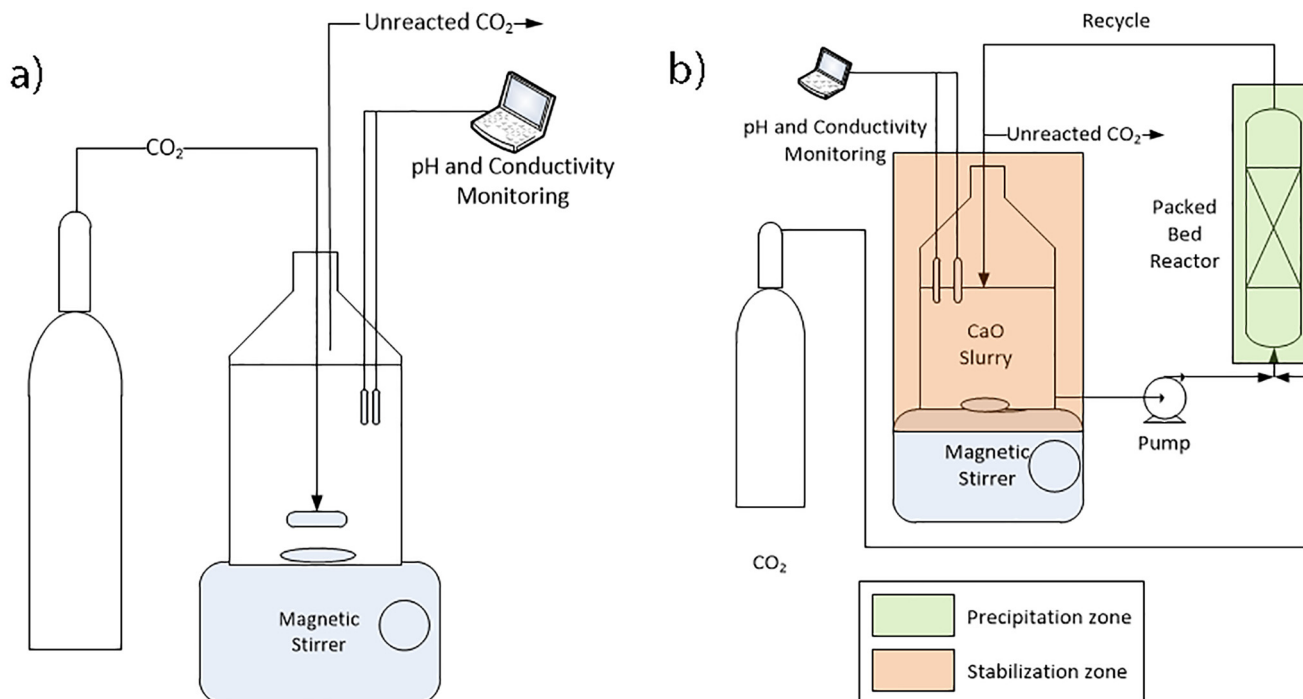 a)
Unreacted CO₂
CO₂
pH and Conductivity
Monitoring
Magnetic
Stirrer
b)
Recycle
pH and Conductivity
Monitoring
Unreacted CO₂
Packed
Bed
Reactor
CaO
Slurry
Pump
Magnetic
Stirrer
CO₂
Precipitation zone
Stabilization zone